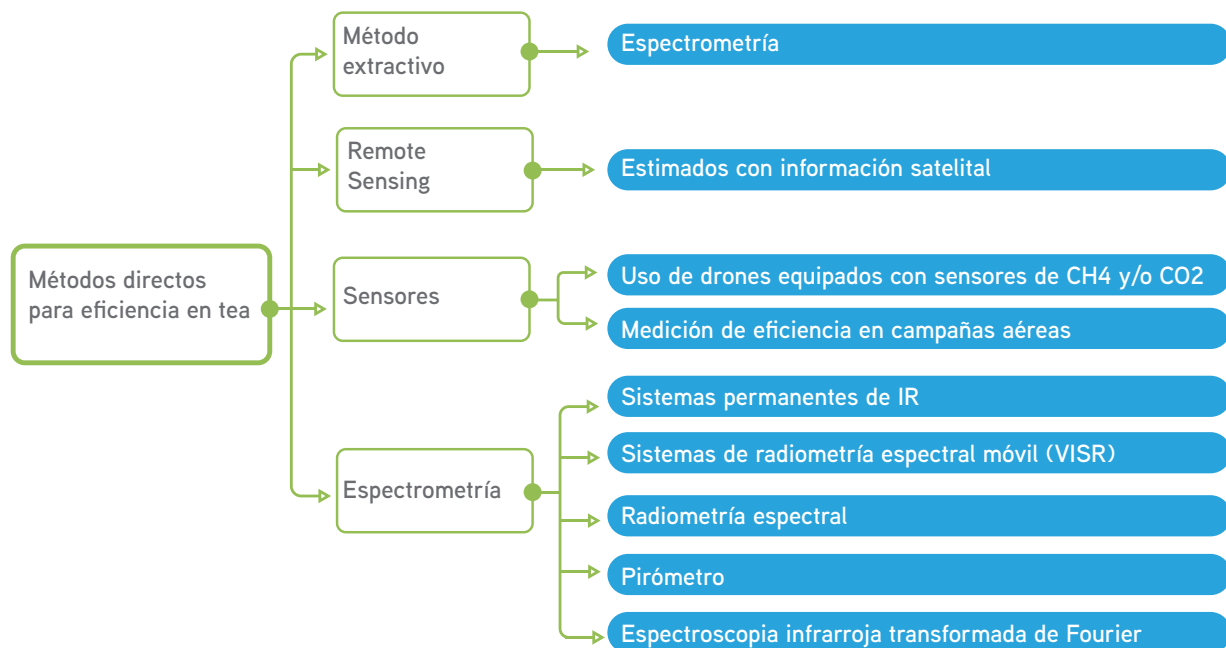 Método
extractivo
Espectrometría
Remote
Sensing
Estimados con información satelital
Métodos directos
para eficiencia en tea
Sensores
Uso de drones equipados con sensores de CH4 y/o CO2
Medición de eficiencia en campañas aéreas
Espectrometría
Sistemas permanentes de IR
Sistemas de radiometría espectral móvil (VISR)
Radiometría espectral
Pirómetro
Espectroscopia infrarroja transformada de Fourier